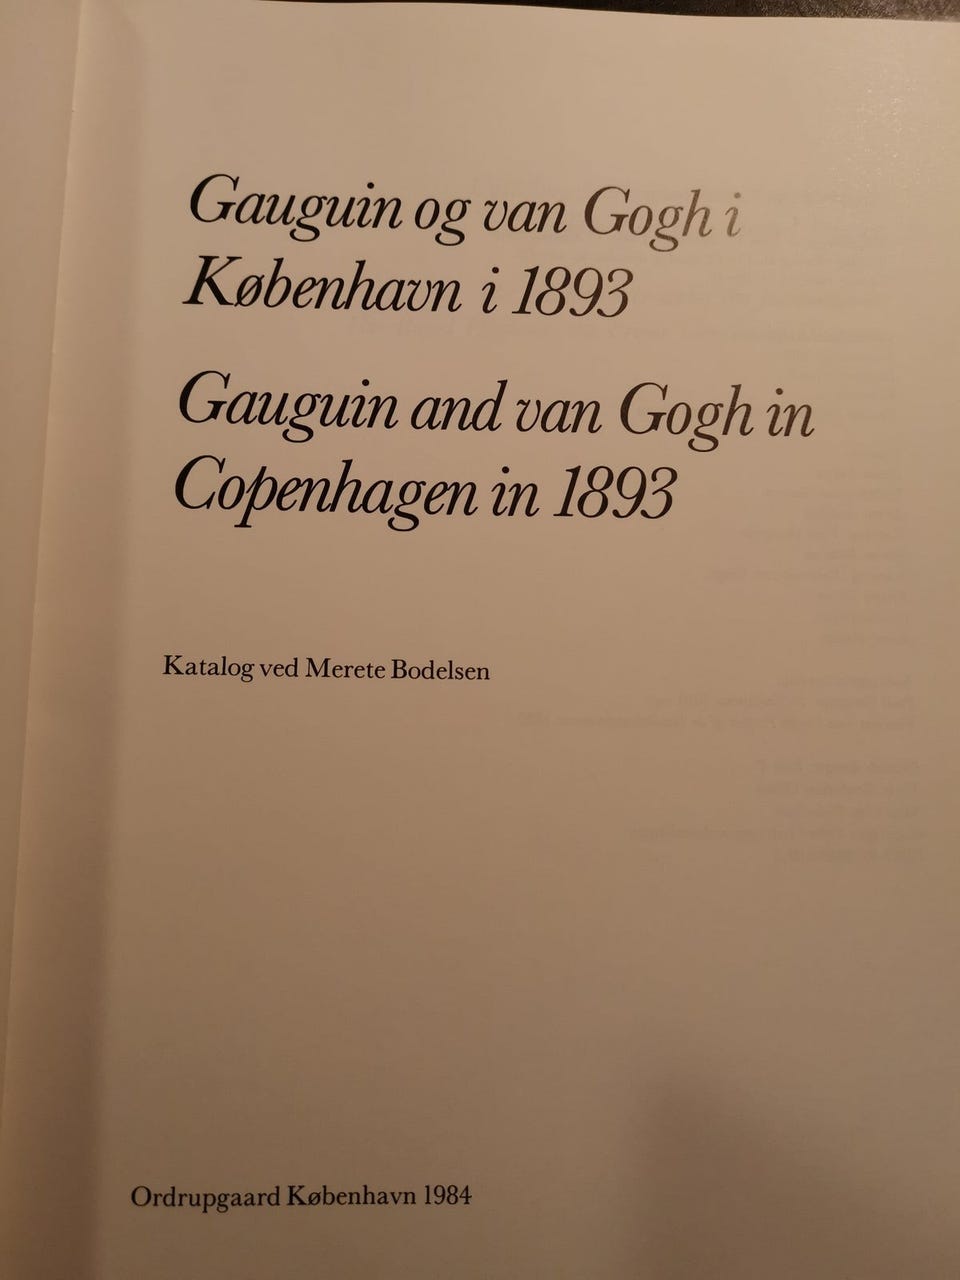 Gauguin og van Gogh i
København i 1893
Gauguin and van Gogh in
Copenhagen in 1893
Katalog ved Merete Bodelsen
Ordrupgaard København 1984